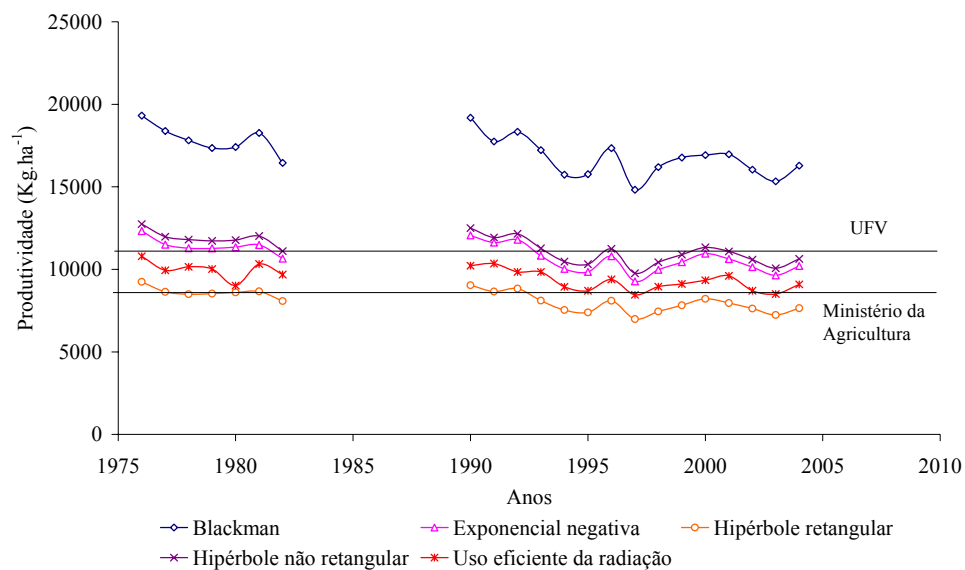 25000
20000
15000
10000
5000
0
Produtividade (Kg.ha⁻¹)
UFV
Ministério da
Agricultura
1975 1980 1985 1990 1995 2000 2005 2010
Anos
Blackman Exponencial negativa Hipérbole retangular
Hipérbole não retangular Uso eficiente da radiação